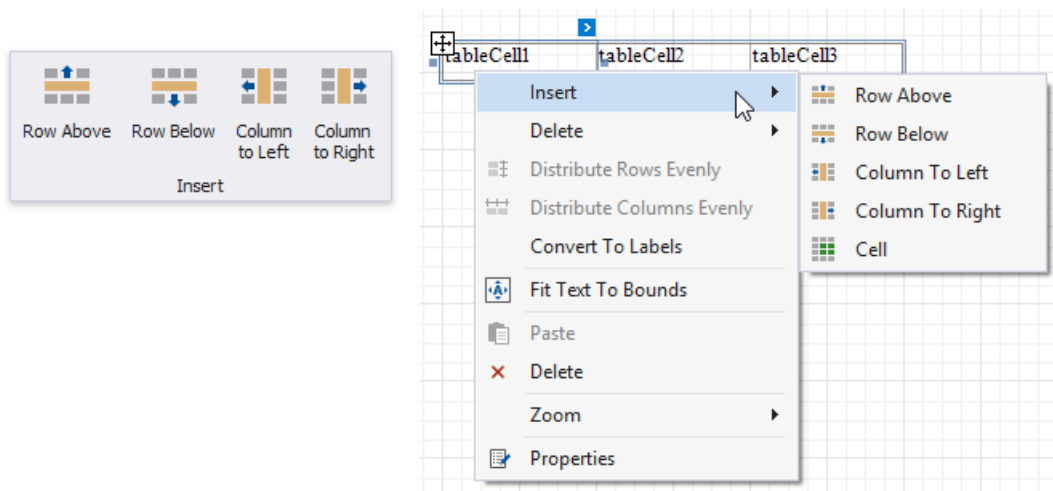 Row Above Row Below Column to Left Column to Right
Insert
tableCell1 tableCell2 tableCell3
Insert
Delete
Distribute Rows Evenly
Distribute Columns Evenly
Convert To Labels
Fit Text To Bounds
Paste
Delete
Zoom
Properties
Row Above
Row Below
Column To Left
Column To Right
Cell